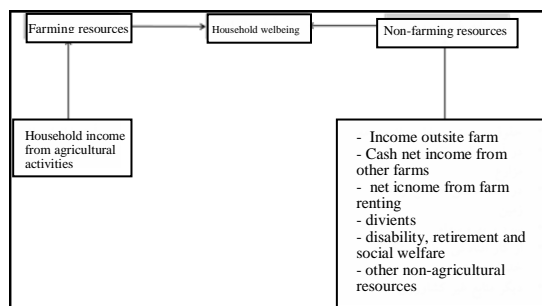 Farming resources
Household welbeing
Non-farming resources
Household income
from agricultural
activities
- Income outsite farm
- Cash net income from
other farms
- net icnome from farm
renting
- divients
- disability, retirement and
social welfare
- other non-agricultural
resources